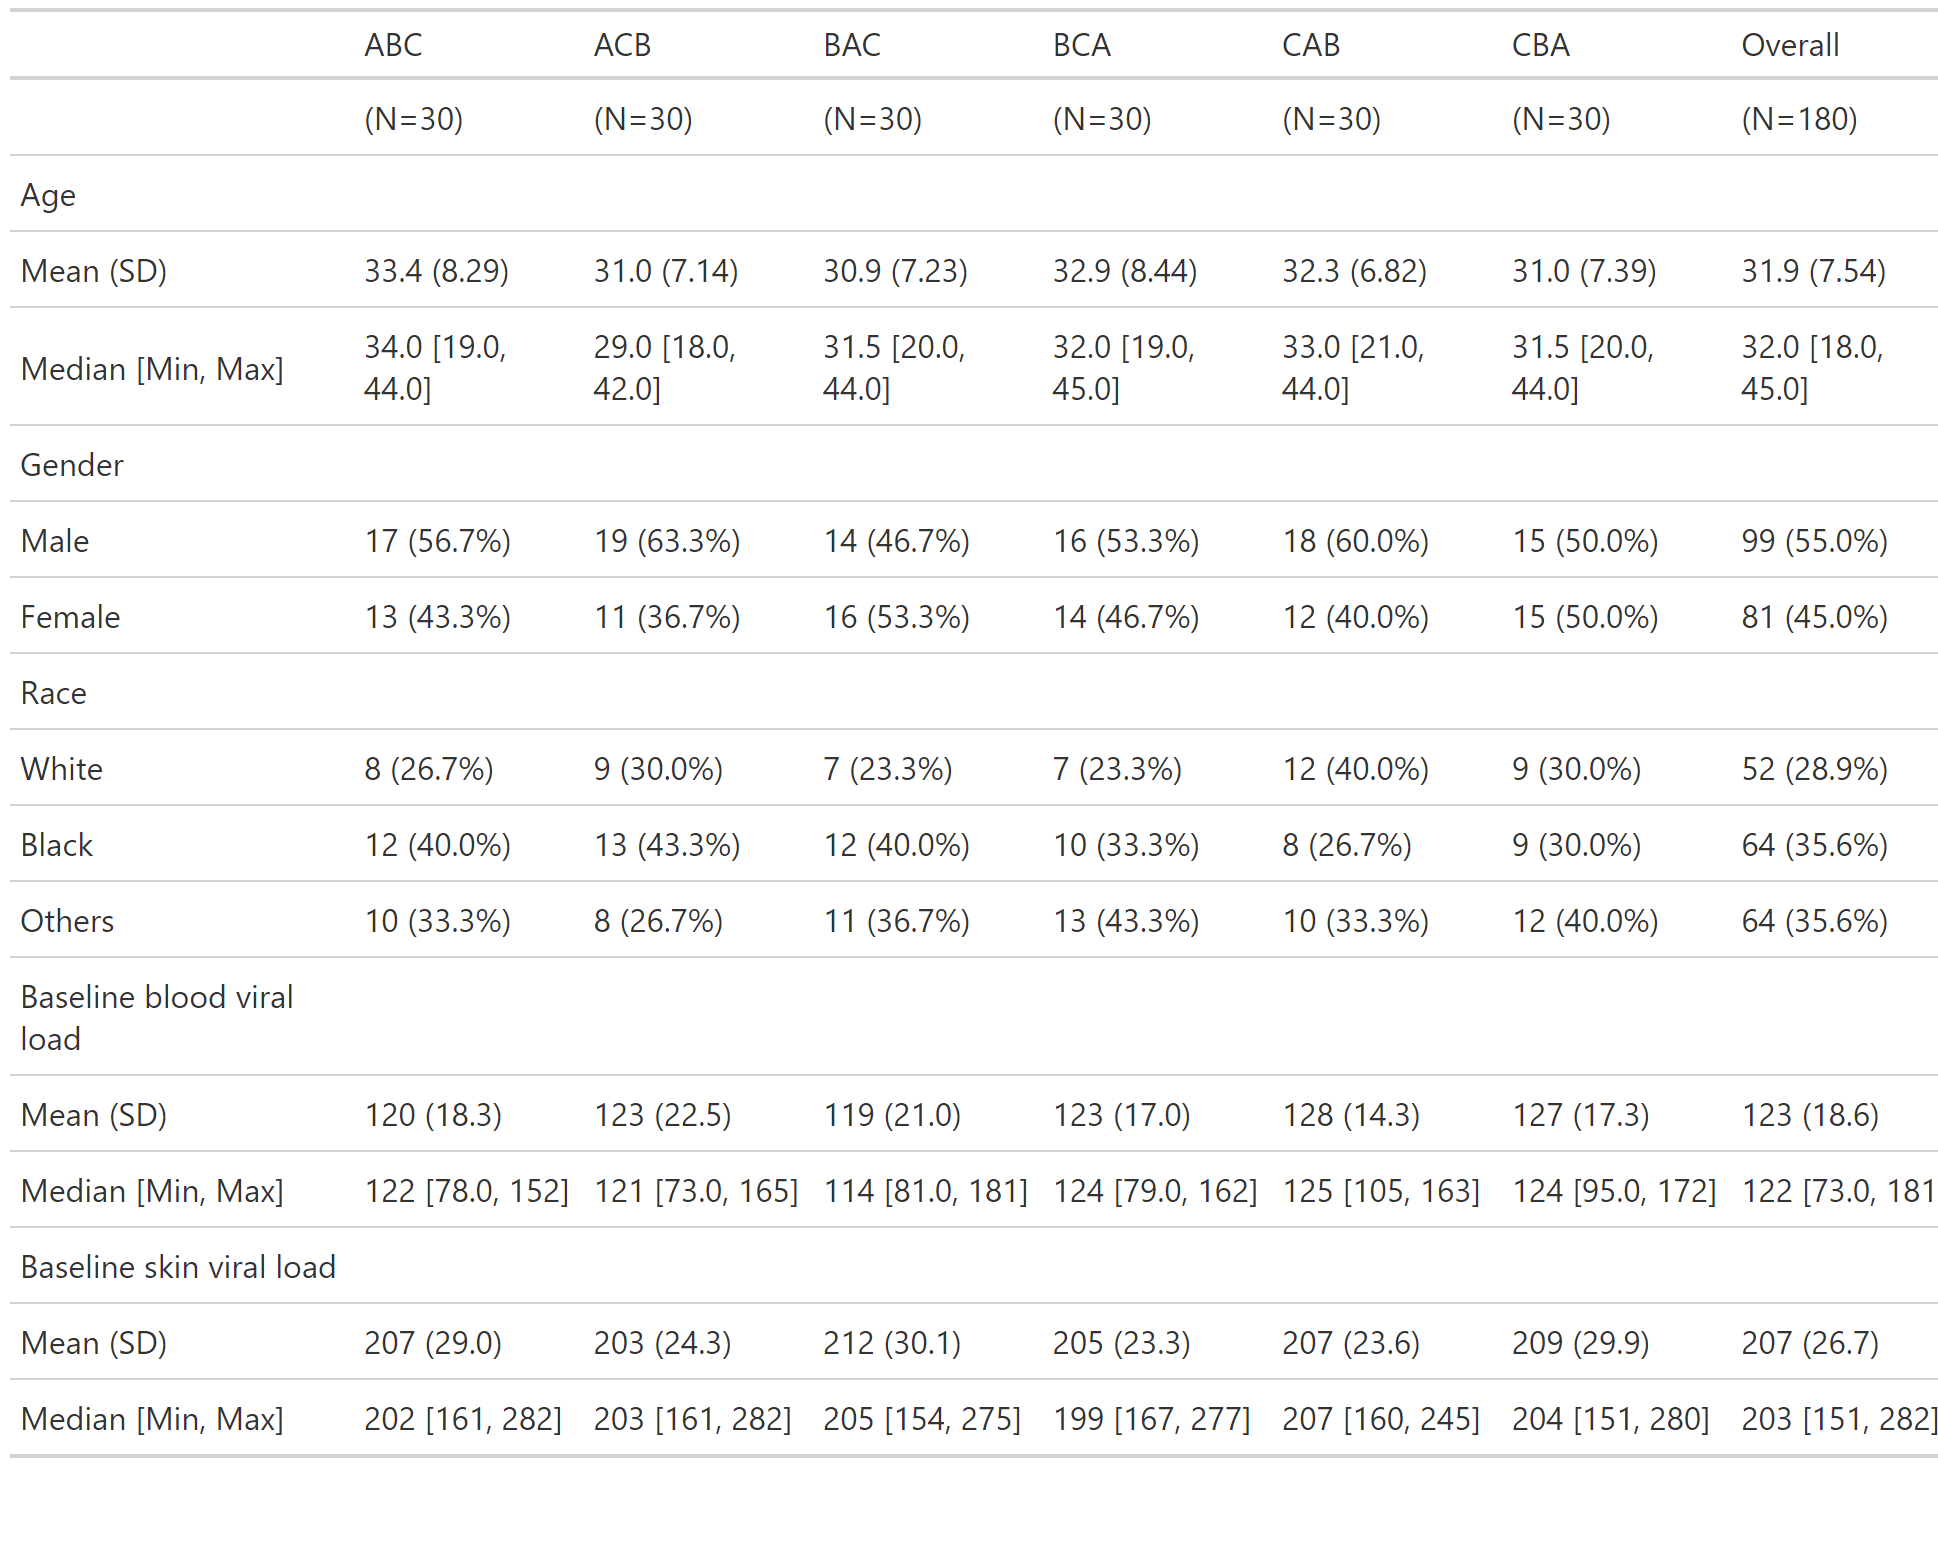 ABC ACB BAC BCA CAB CBA Overall
(N=30) (N=30) (N=30) (N=30) (N=30) (N=30) (N=180)
Age
Mean (SD) 33.4 (8.29) 31.0 (7.14) 30.9 (7.23) 32.9 (8.44) 32.3 (6.82) 31.0 (7.39) 31.9 (7.54)
Median [Min, Max] 34.0 [19.0, 44.0] 29.0 [18.0, 42.0] 31.5 [20.0, 44.0] 32.0 [19.0, 45.0] 33.0 [21.0, 44.0] 31.5 [20.0, 44.0] 32.0 [18.0, 45.0]
Gender
Male 17 (56.7%) 19 (63.3%) 14 (46.7%) 16 (53.3%) 18 (60.0%) 15 (50.0%) 99 (55.0%)
Female 13 (43.3%) 11 (36.7%) 16 (53.3%) 14 (46.7%) 12 (40.0%) 15 (50.0%) 81 (45.0%)
Race
White 8 (26.7%) 9 (30.0%) 7 (23.3%) 7 (23.3%) 12 (40.0%) 9 (30.0%) 52 (28.9%)
Black 12 (40.0%) 13 (43.3%) 12 (40.0%) 10 (33.3%) 8 (26.7%) 9 (30.0%) 64 (35.6%)
Others 10 (33.3%) 8 (26.7%) 11 (36.7%) 13 (43.3%) 10 (33.3%) 12 (40.0%) 64 (35.6%)
Baseline blood viral
load
Mean (SD) 120 (18.3) 123 (22.5) 119 (21.0) 123 (17.0) 128 (14.3) 127 (17.3) 123 (18.6)
Median [Min, Max] 122 [78.0, 152] 121 [73.0, 165] 114 [81.0, 181] 124 [79.0, 162] 125 [105, 163] 124 [95.0, 172] 122 [73.0, 181
Baseline skin viral load
Mean (SD) 207 (29.0) 203 (24.3) 212 (30.1) 205 (23.3) 207 (23.6) 209 (29.9) 207 (26.7)
Median [Min, Max] 202 [161, 282] 203 [161, 282] 205 [154, 275] 199 [167, 277] 207 [160, 245] 204 [151, 280] 203 [151, 282]